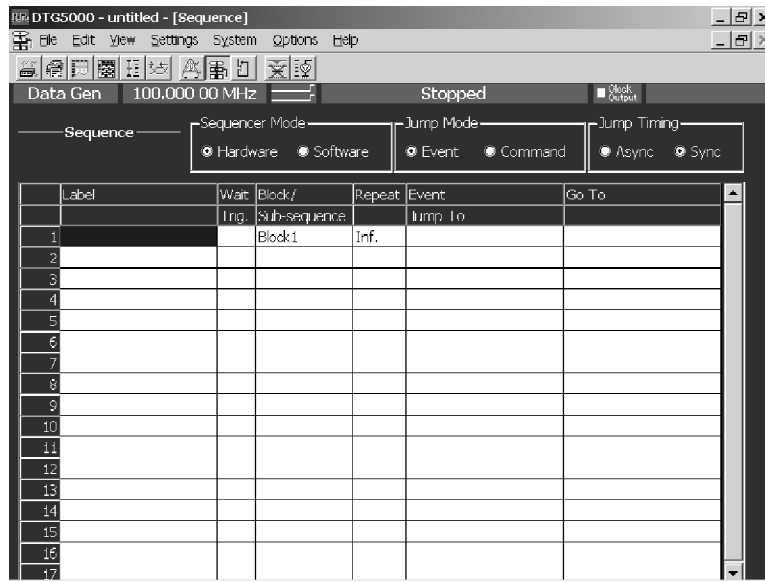 DTG5000 - untitled - [Sequence]
File Edit View Settings System Options Help
Data Gen 100.000 00 MHz Stopped Clock Output
Sequence
Sequencer Mode Jump Mode Jump Timing
Hardware Software Event Command Async Sync
Label Wait Block/ Repeat Event Go To
Trig. Sub-sequence Jump To
1 Block1 Inf.
2
3
4
5
6
7
8
9
10
11
12
13
14
15
16
17